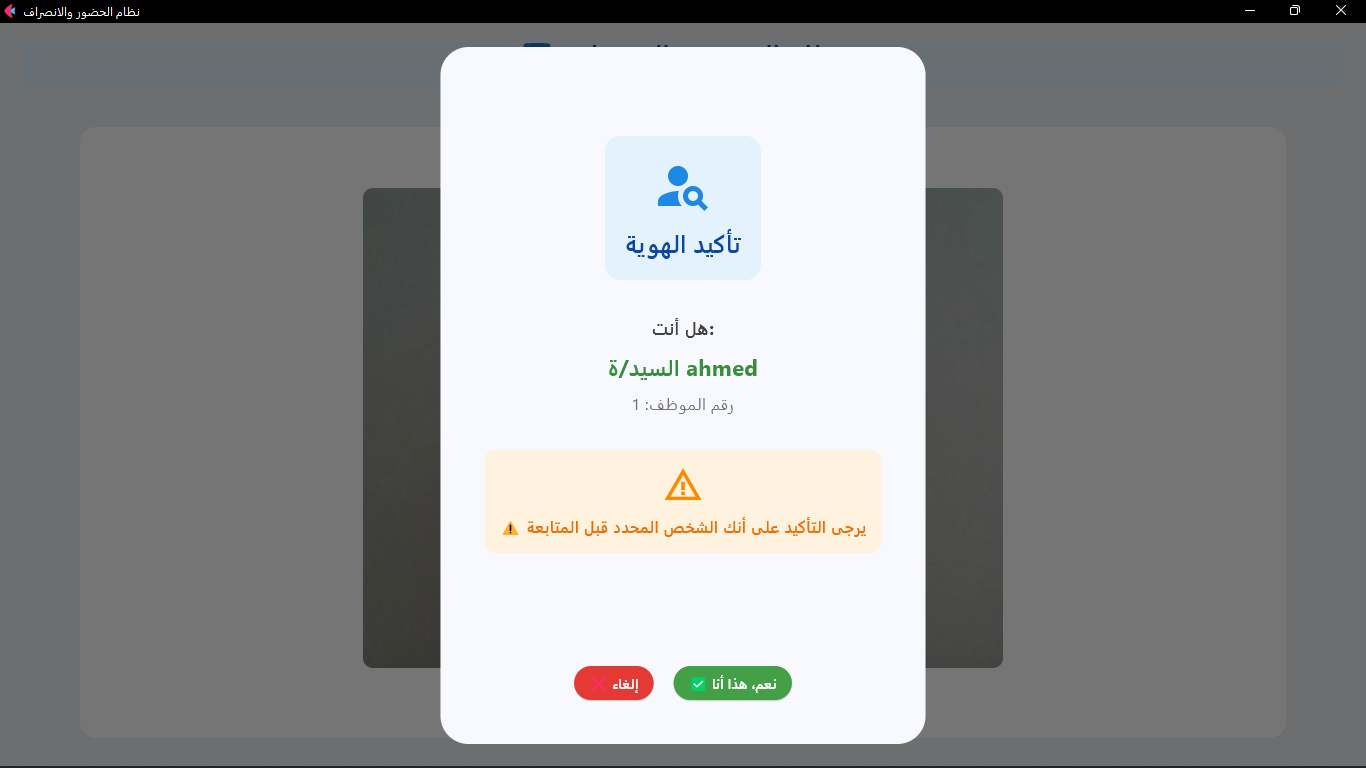 نظام الحضور والانصراف
تأكيد الهوية
هل أنت:
السيد/ة ahmed
رقم الموظف: 1
يرجى التأكيد على أنك الشخص المحدد قبل المتابعة ⚠️
نعم، هذا أنا ✅
إلغاء ❌